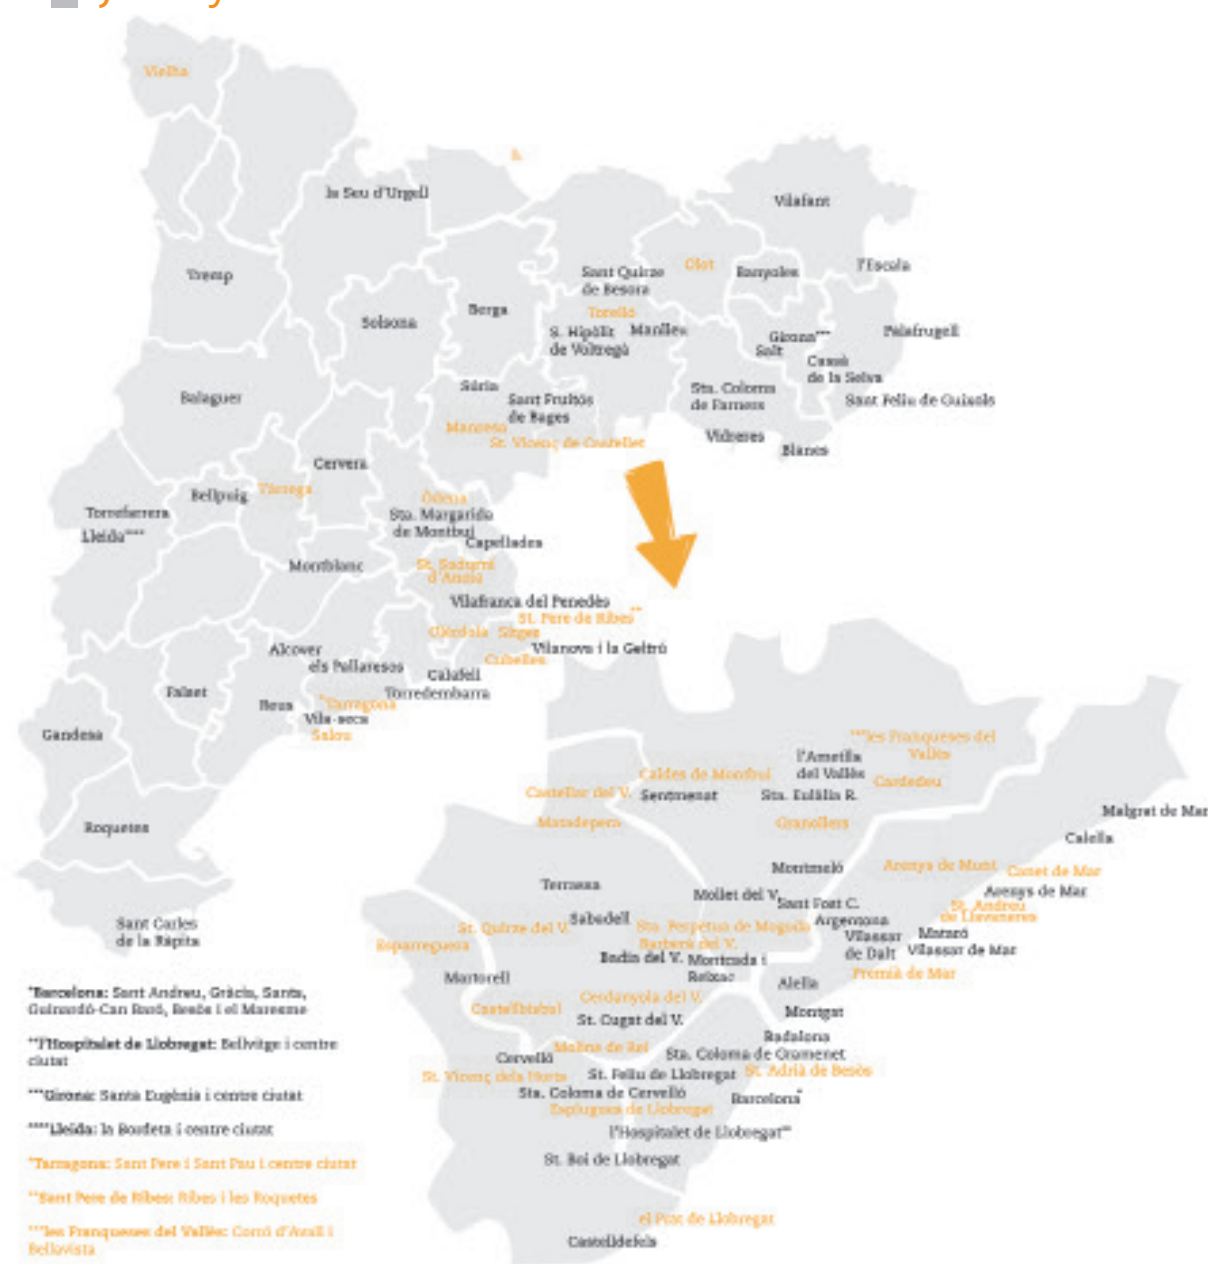 Vielha
la Seu d'Urgell
Vilafant
Tremp
Sant Quirze
de Besora
Olot
Banyoles
l'Escala
Solsona
Berga
Torelló
S. Hipòlit
de Voltregà
Manlleu
Girona***
Salt
Palafrugell
Cassà
de la Selva
Balaguer
Súria
Sant Fruitós
de Bages
Sta. Coloma
de Farners
Sant Feliu de Guíxols
Manresa
St. Vicenç de Castellet
Vidreres
Blanes
Cervera
Bellpuig
Tàrrega
Òdena
Torrefarrera
Sta. Margarida
de Montbui
Lleida****
Capellades
Montblanc
St. Sadurní
d'Anoia
Vilafranca del Penedès
St. Pere de Ribes**
Olèrdola
Sitges
Vilanova i la Geltrú
Alcover
els Pallaresos
Cubelles
Calafell
Falset
Torredembarra
Reus
*Tarragona
Vila-seca
Salou
Gandesa
***les Franqueses del
Vallès
l'Ametlla
del Vallès
Caldes de Montbui
Cardedeu
Castellar del V.
Sentmenat
Sta. Eulàlia R.
Matadepera
Granollers
Malgrat de Mar
Roquetes
Calella
Montmeló
Arenys de Munt
Canet de Mar
Terrassa
Mollet del V.
Arenys de Mar
Sant Fost C.
St. Andreu
de Llavaneres
Sant Carles
de la Ràpita
Sabadell
St. Quirze del V.
Sta. Perpètua de Mogoda
Argentona
Mataró
Esparreguera
Barberà del V.
Vilassar
de Dalt
Vilassar de Mar
Badia del V.
Montcada i
Reixac
Premià de Mar
Martorell
Alella
Cerdanyola del V.
Castellbisbal
St. Cugat del V.
Montgat
Badalona
Molins de Rei
Cervelló
Sta. Coloma de Gramenet
St. Vicenç dels Horts
St. Feliu de Llobregat
St. Adrià de Besòs
Sta. Coloma de Cervelló
Barcelona*
Esplugues de Llobregat
l'Hospitalet de Llobregat**
St. Boi de Llobregat
el Prat de Llobregat
Castelldefels
*Barcelona: Sant Andreu, Gràcia, Sants,
Guinardó-Can Baró, Besòs i el Maresme
**l'Hospitalet de Llobregat: Bellvitge i centre
ciutat
***Girona: Santa Eugènia i centre ciutat
****Lleida: la Bordeta i centre ciutat
*Tarragona: Sant Pere i Sant Pau i centre ciutat
**Sant Pere de Ribes: Ribes i les Roquetes
***les Franqueses del Vallès: Corró d'Avall i
Bellavista